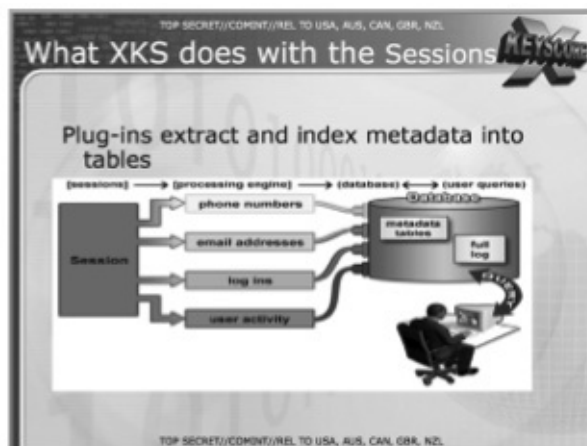 TOP SECRET//COMINT//REL TO USA, AUS, CAN, GBR, NZL
What XKS does with the Sessions
X
KEYSCORE
Plug-ins extract and index metadata into
tables
[sessions] [processing engine] (database) (user queries)
Database
phone numbers
metadata
tables
email addresses
full
log
Session
log ins
user activity
TOP SECRET//COMINT//REL TO USA, AUS, CAN, GBR, NZL